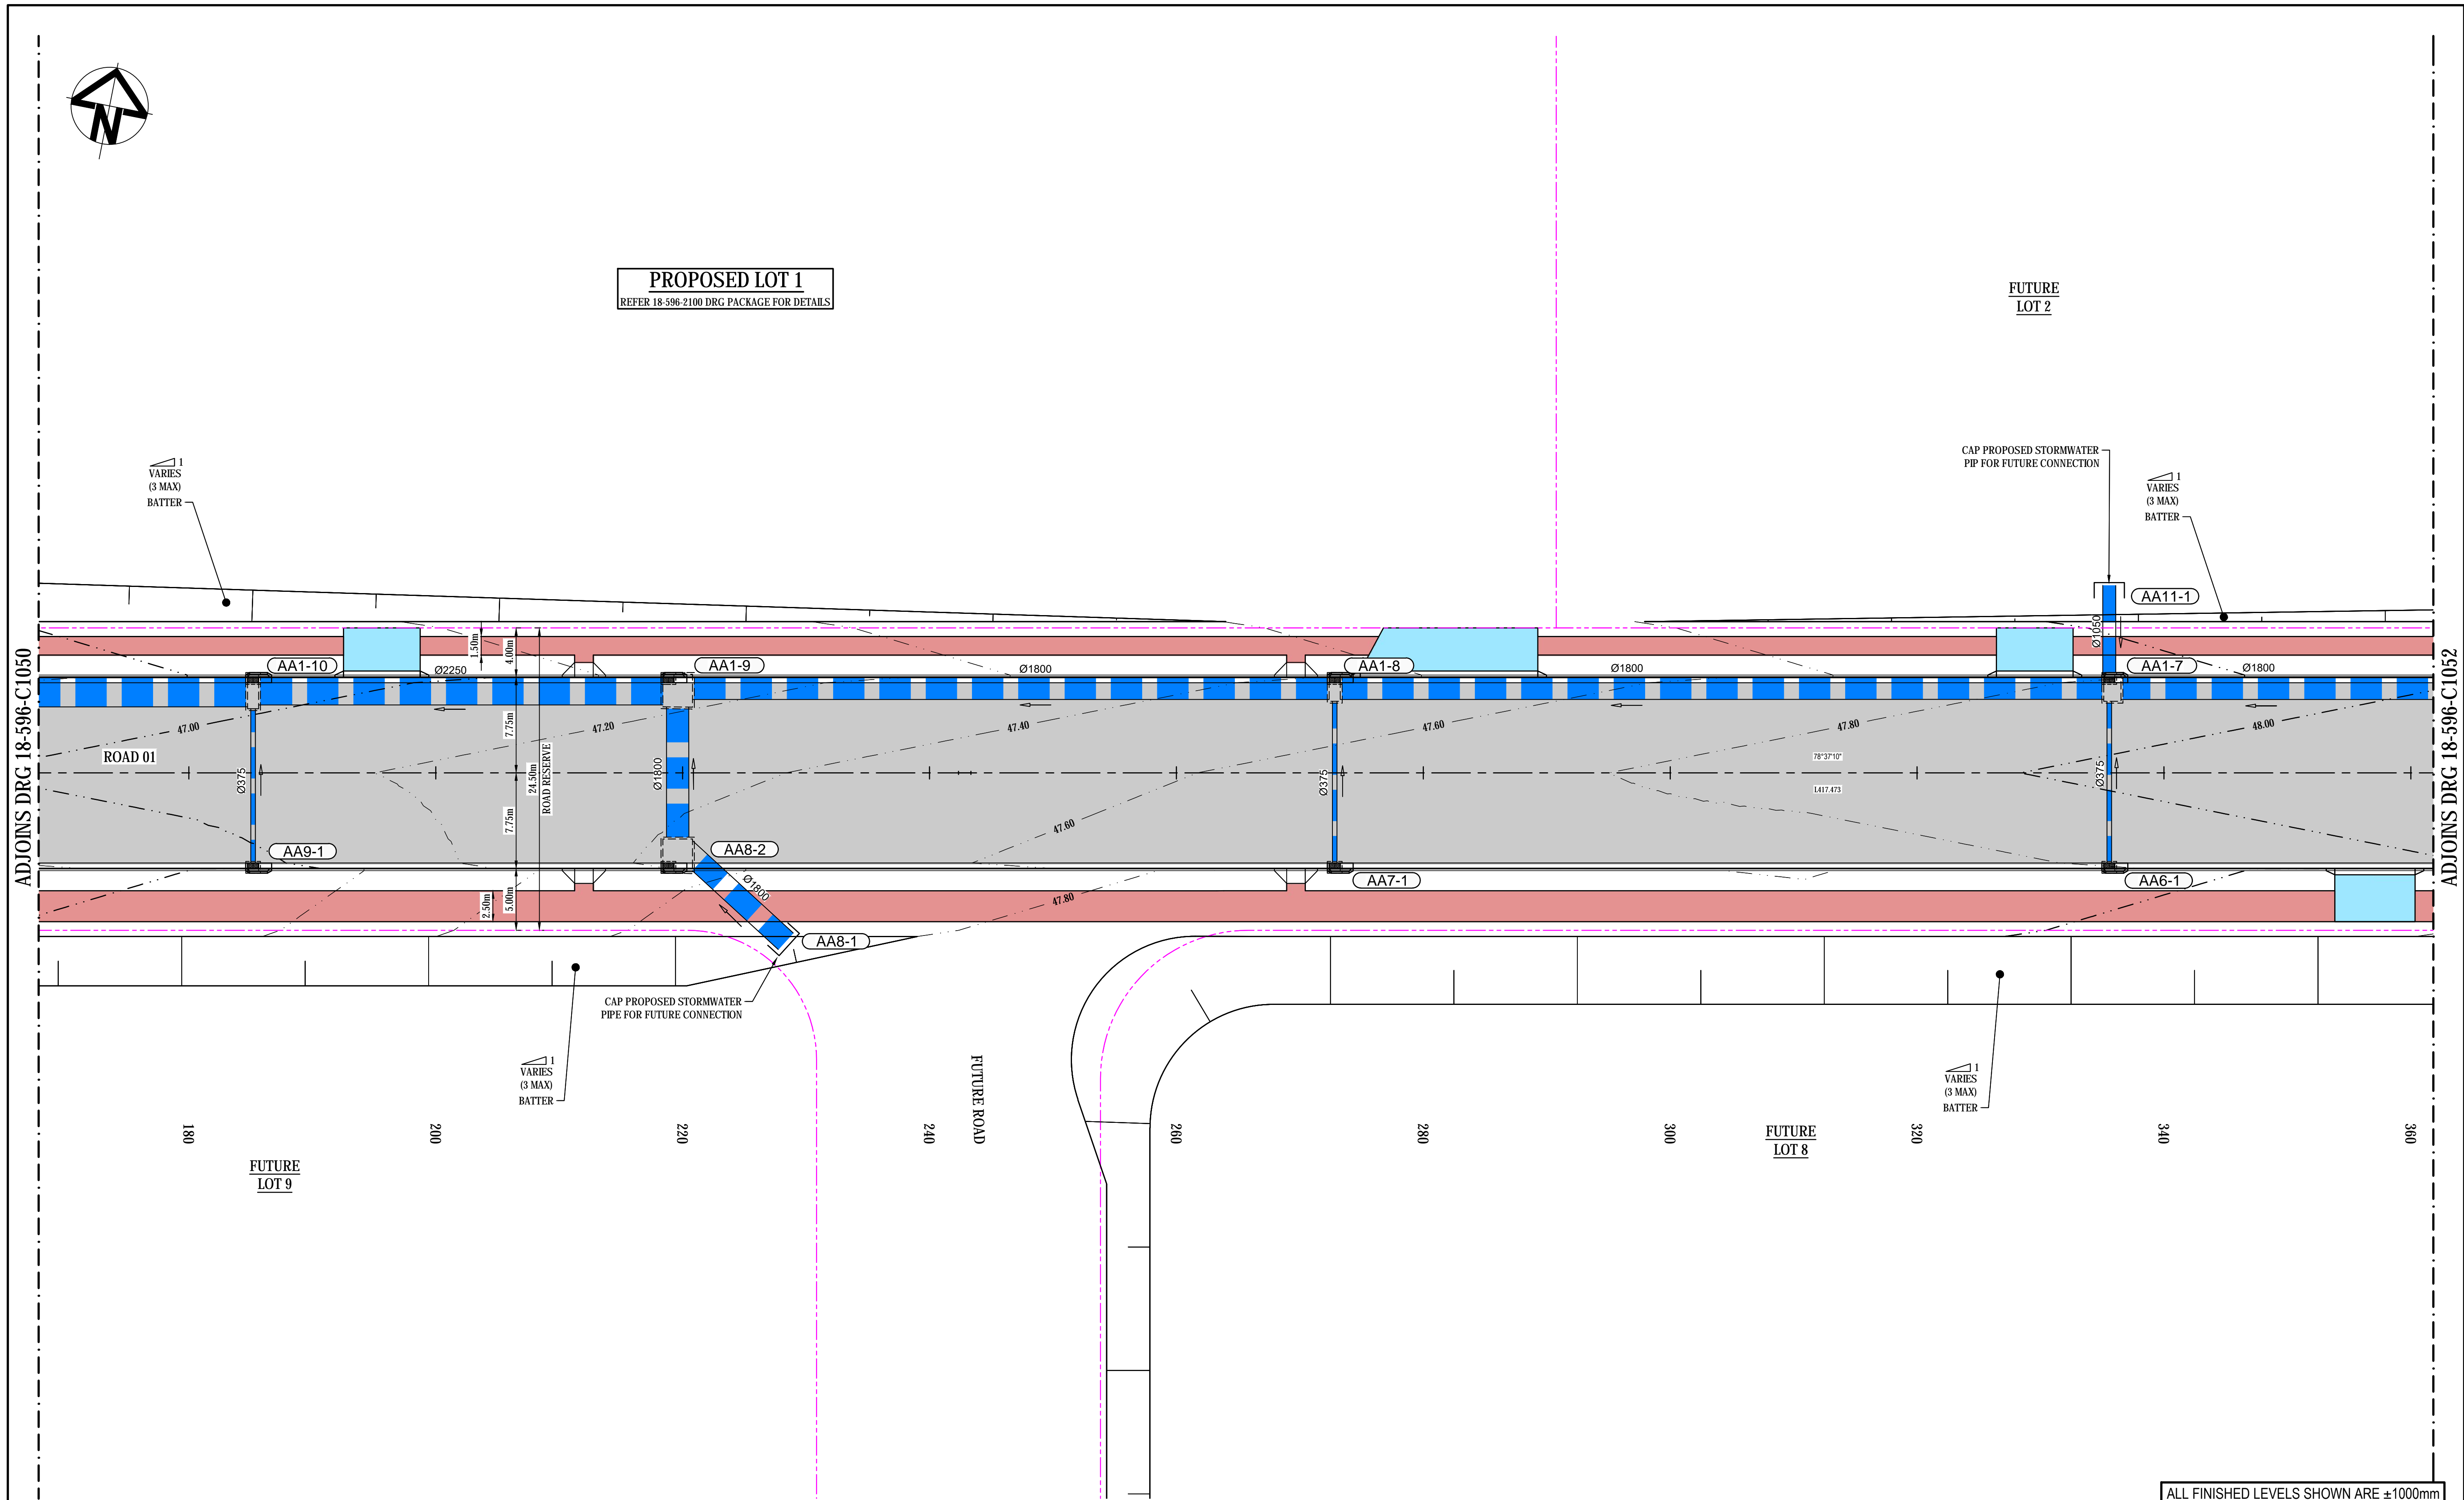 N
PROPOSED LOT 1
REFER 18-596-2100 DRG PACKAGE FOR DETAILS
FUTURE
LOT 2
CAP PROPOSED STORMWATER
PIP FOR FUTURE CONNECTION
1
VARIES
(3 MAX)
BATTER
1
VARIES
(3 MAX)
BATTER
AA11-1
Ø1050
ADJOINS DRG 18-596-C1050
ADJOINS DRG 18-596-C1052
1.50m
4.00m
AA1-10
Ø2250
AA1-9
Ø1800
AA1-8
Ø1800
AA1-7
Ø1800
47.00
47.20
47.40
47.60
47.80
48.00
7.75m
ROAD 01
24.50m
ROAD RESERVE
Ø375
Ø1800
Ø375
78°37'10"
L417.473
Ø375
7.75m
47.60
AA9-1
AA8-2
AA7-1
AA6-1
Ø1800
2.50m
5.00m
47.80
AA8-1
CAP PROPOSED STORMWATER
PIPE FOR FUTURE CONNECTION
1
VARIES
(3 MAX)
BATTER
FUTURE ROAD
1
VARIES
(3 MAX)
BATTER
180
200
220
240
260
280
300
320
340
360
FUTURE
LOT 9
FUTURE
LOT 8
ALL FINISHED LEVELS SHOWN ARE ±1000mm